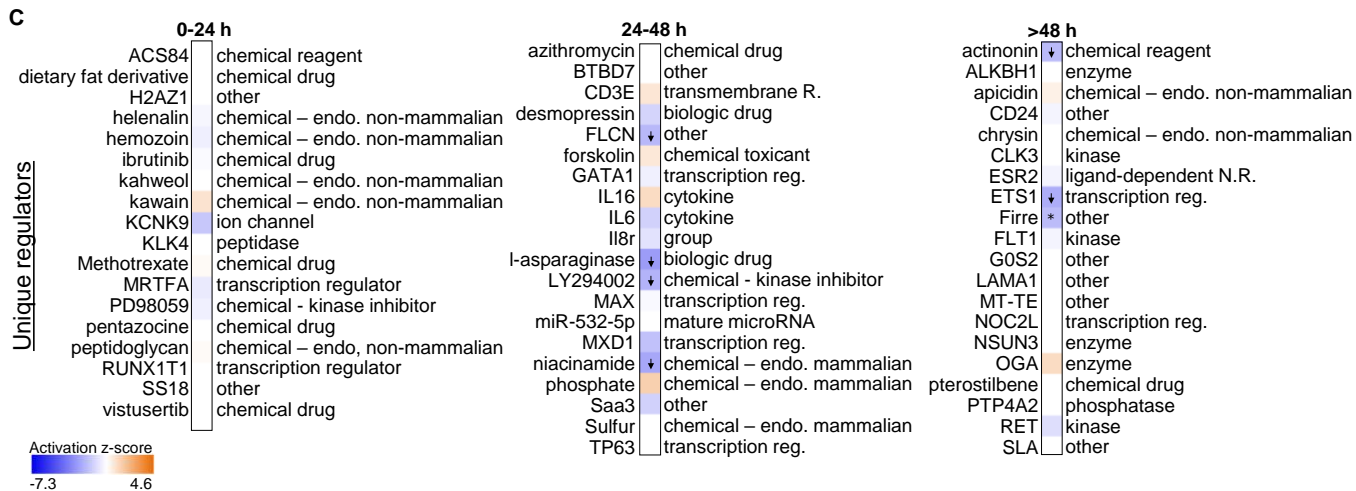 C
0-24 h
ACS84 chemical reagent
dietary fat derivative chemical drug
H2AZ1 other
helenalin chemical – endo. non-mammalian
hemozoin chemical – endo. non-mammalian
ibrutinib chemical drug
kahweol chemical – endo. non-mammalian
kawain chemical – endo. non-mammalian
KCNK9 ion channel
KLK4 peptidase
Methotrexate chemical drug
MRTFA transcription regulator
PD98059 chemical - kinase inhibitor
pentazocine chemical drug
peptidoglycan chemical – endo, non-mammalian
RUNX1T1 transcription regulator
SS18 other
vistusertib chemical drug
Unique regulators
24-48 h
azithromycin chemical drug
BTBD7 other
CD3E transmembrane R.
desmopressin biologic drug
FLCN ↓ other
forskolin chemical toxicant
GATA1 transcription reg.
IL16 cytokine
IL6 cytokine
Il8r group
l-asparaginase ↓ biologic drug
LY294002 ↓ chemical - kinase inhibitor
MAX transcription reg.
miR-532-5p mature microRNA
MXD1 transcription reg.
niacinamide ↓ chemical – endo. mammalian
phosphate chemical – endo. mammalian
Saa3 other
Sulfur chemical – endo. mammalian
TP63 transcription reg.
>48 h
actinonin ↓ chemical reagent
ALKBH1 enzyme
apicidin chemical – endo. non-mammalian
CD24 other
chrysin chemical – endo. non-mammalian
CLK3 kinase
ESR2 ligand-dependent N.R.
ETS1 ↓ transcription reg.
Firre * other
FLT1 kinase
G0S2 other
LAMA1 other
MT-TE other
NOC2L transcription reg.
NSUN3 enzyme
OGA enzyme
pterostilbene chemical drug
PTP4A2 phosphatase
RET kinase
SLA other
Activation z-score
-7.3 4.6